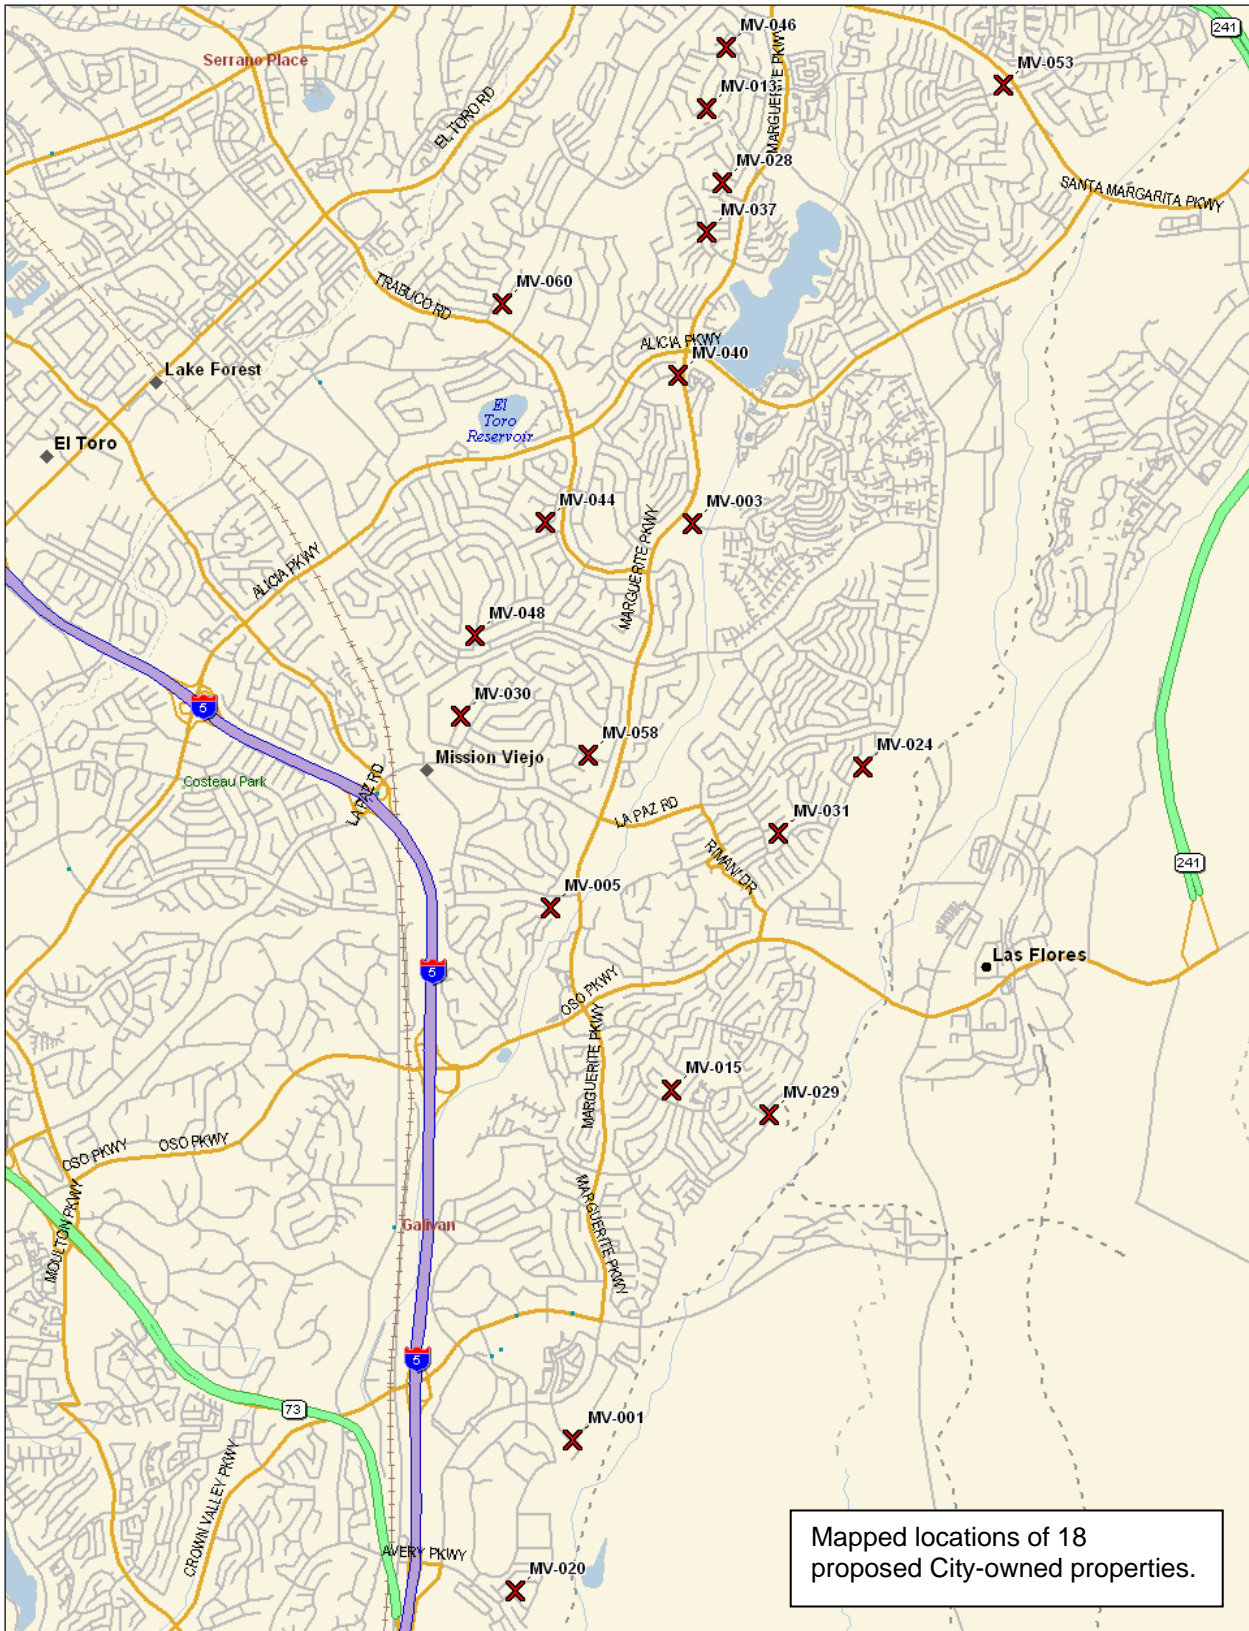 MV-046
241
Serrano Place
MV-053
MV-013
EL TORO RD
MARGUERITE PKWY
MV-028
SANTA MARGARITA PKWY
MV-037
MV-060
TRABUCO RD
ALICIA PKWY
MV-040
Lake Forest
El
Toro
Reservoir
El Toro
MV-044
MV-003
MARGUERITE PKWY
ALICIA PKWY
MV-048
5
MV-030
MV-058
Mission Viejo
MV-024
Costeau Park
LA PAZ RD
LA PAZ RD
MV-031
RIMANI DR
241
MV-005
Las Flores
5
OSO PKWY
MARGUERITE PKWY
MV-015
MV-029
OSO PKWY
OSO PKWY
MOULTON PKWY
MARGUERITE PKWY
Galivan
5
73
MV-001
CROWN VALLEY PKWY
AVERY PKWY
MV-020
Mapped locations of 18
proposed City-owned properties.